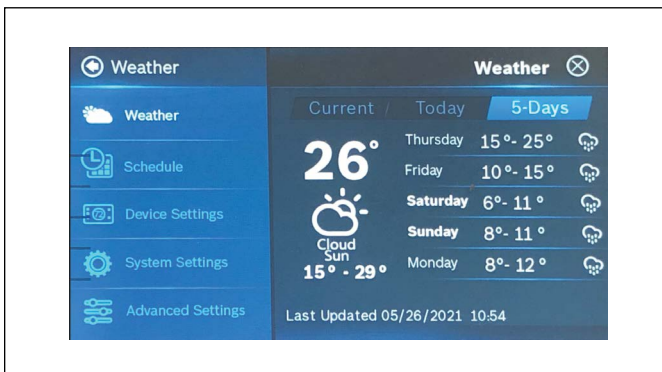 Weather
Weather
Schedule
Device Settings
System Settings
Advanced Settings
Weather
Current / Today 5-Days
26°
Cloud
Sun
15° - 29°
Thursday 15°- 25°
Friday 10°- 15°
Saturday 6°- 11°
Sunday 8°- 11°
Monday 8°- 12°
Last Updated 05/26/2021 10:54